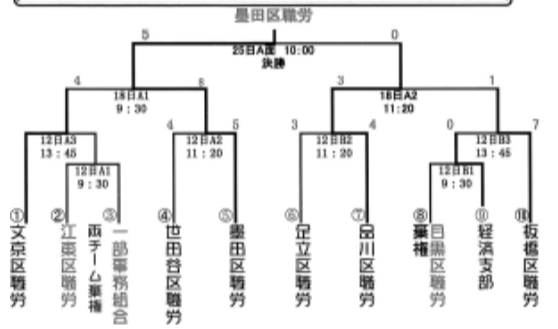 墨田区職労
5 0
25日A面 10:00
決勝
4 8 3 1
18日A1
9：30
18日A2
11:20
4 5 3 4 0 7
12日A3
13：45
12日A2
11：20
12日B2
11：20
12日B3
13：45
12日A1
9：30
12日B1
9：30
①文京区職労
②江東区職労
両チーム棄権
③一部事務組合
④世田谷区職労
⑤墨田区職労
⑥足立区職労
⑦品川区職労
⑧目黒区職労
棄権
⑨経済支部
⑩板橋区職労